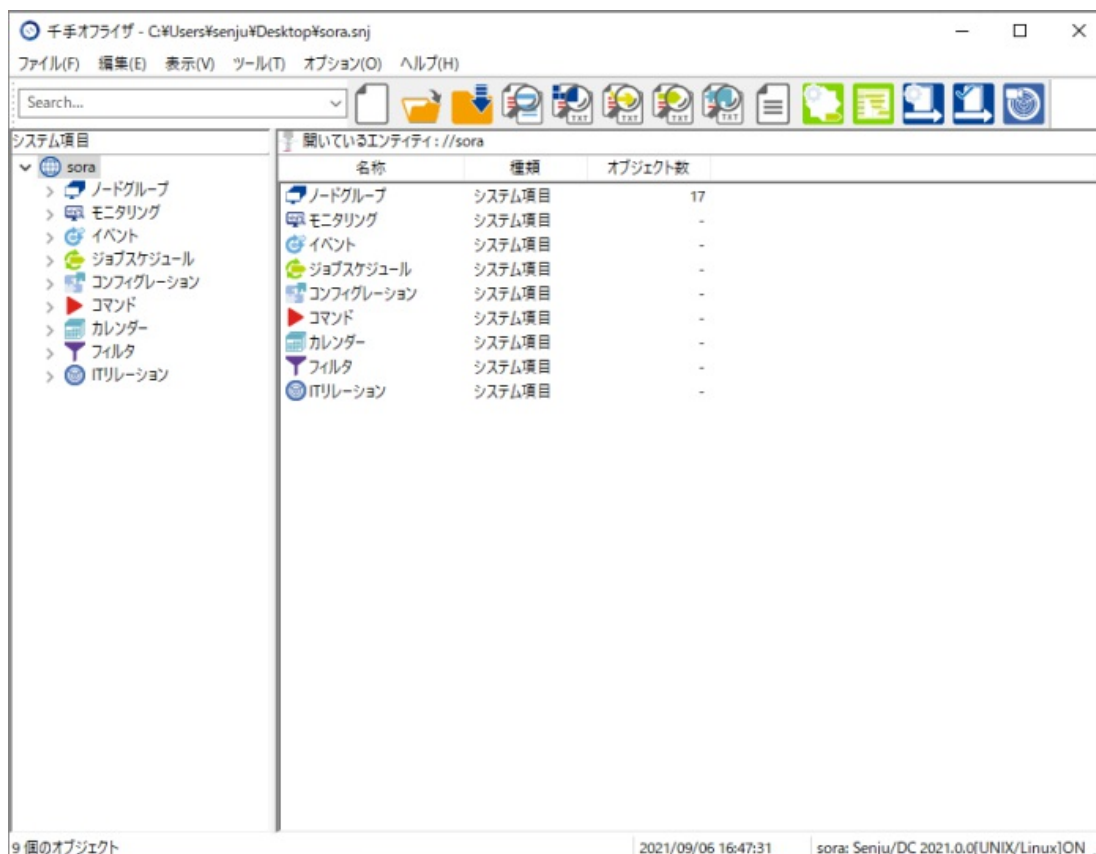 千手オフライザ - C:¥Users¥senju¥Desktop¥sora.snj
ファイル(F) 編集(E) 表示(V) ツール(T) オプション(O) ヘルプ(H)
Search...
TXT TXT TXT TXT
システム項目
開いているエンティティ : //sora
sora
ノードグループ
モニタリング
イベント
ジョブスケジュール
コンフィグレーション
コマンド
カレンダー
フィルタ
ITリレーション
名称 種類 オブジェクト数
ノードグループ システム項目 17
モニタリング システム項目 -
イベント システム項目 -
ジョブスケジュール システム項目 -
コンフィグレーション システム項目 -
コマンド システム項目 -
カレンダー システム項目 -
フィルタ システム項目 -
ITリレーション システム項目 -
9 個のオブジェクト 2021/09/06 16:47:31 sora: Senju/DC 2021.0.0[UNIX/Linux]ON